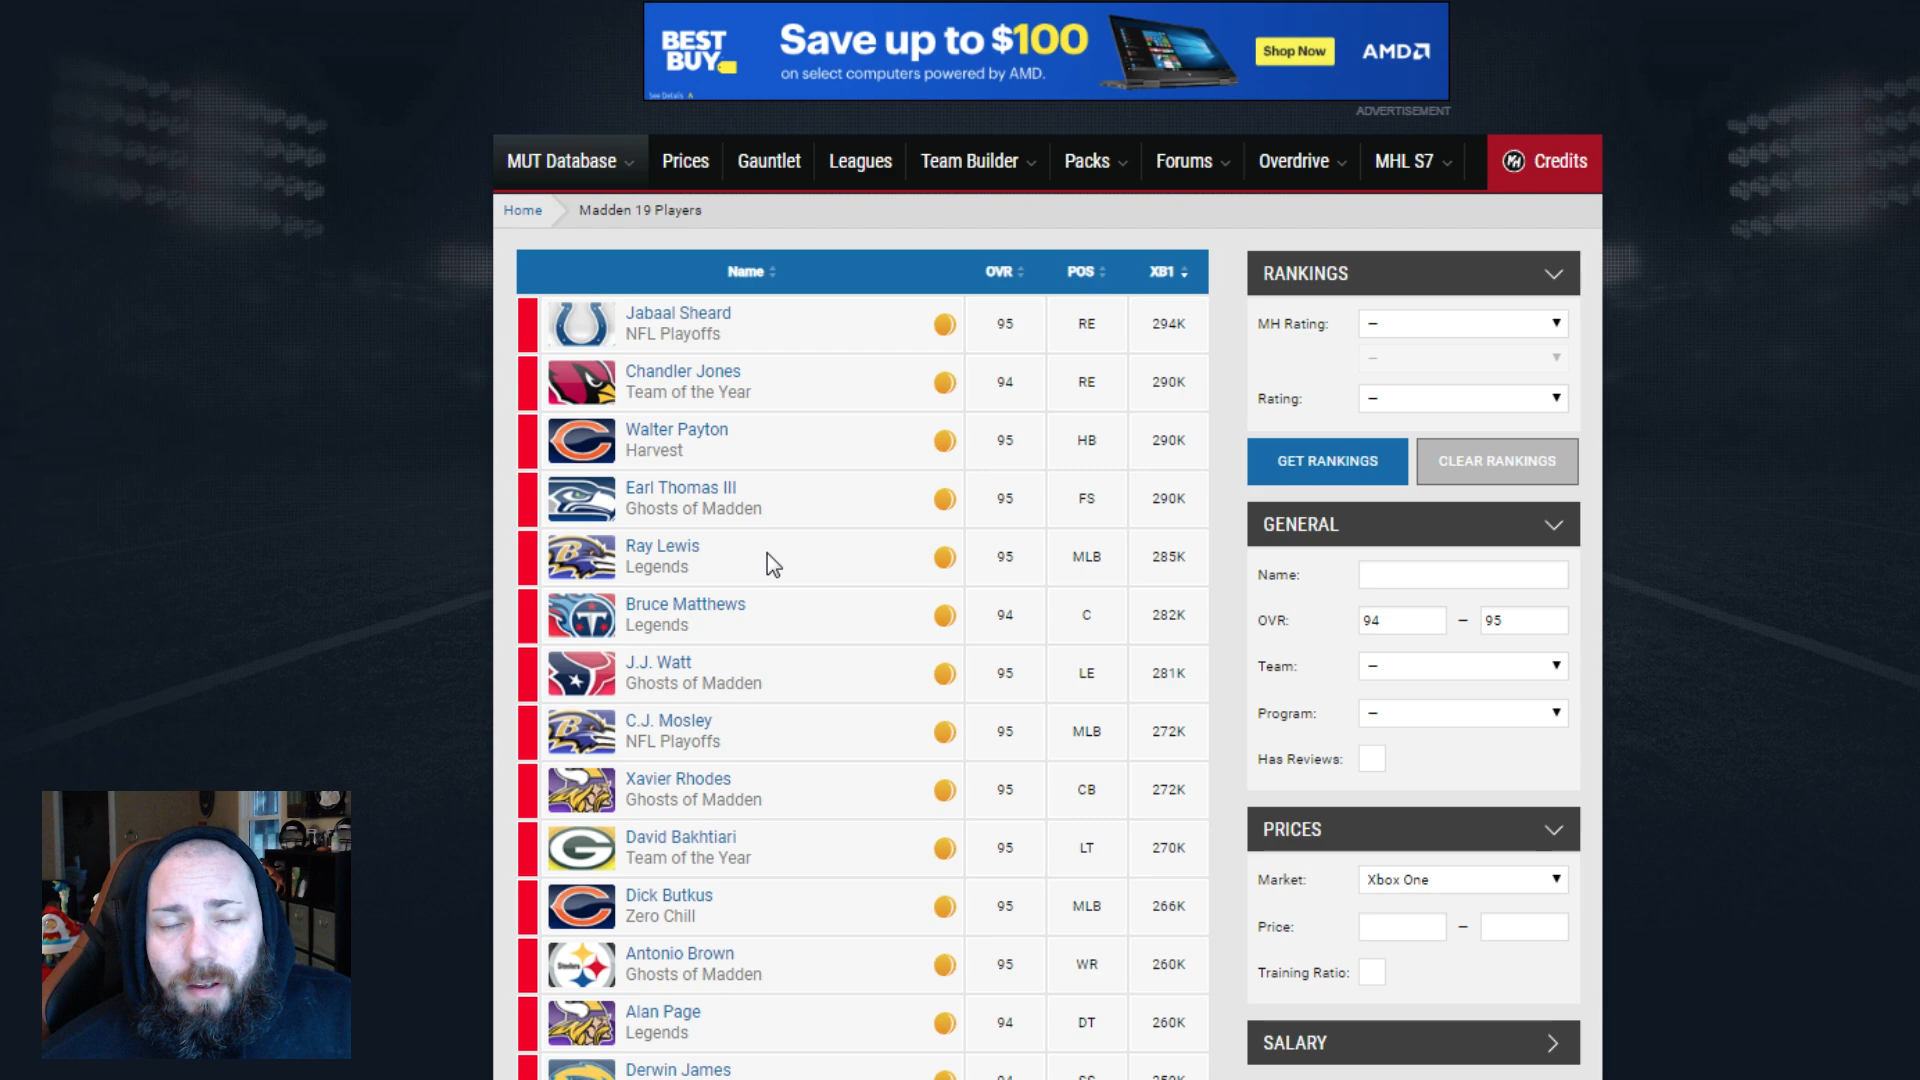 BEST BUY
Save up to $100
on select computers powered by AMD.
See Details
Shop Now
AMD
ADVERTISEMENT
MUT Database
Prices
Gauntlet
Leagues
Team Builder
Packs
Forums
Overdrive
MHL S7
Credits
Home
Madden 19 Players
Name OVR POS XB1
Jabaal Sheard
NFL Playoffs
95 RE 294K
Chandler Jones
Team of the Year
94 RE 290K
Walter Payton
Harvest
95 HB 290K
Earl Thomas III
Ghosts of Madden
95 FS 290K
Ray Lewis
Legends
95 MLB 285K
Bruce Matthews
Legends
94 C 282K
J.J. Watt
Ghosts of Madden
95 LE 281K
C.J. Mosley
NFL Playoffs
95 MLB 272K
Xavier Rhodes
Ghosts of Madden
95 CB 272K
David Bakhtiari
Team of the Year
95 LT 270K
Dick Butkus
Zero Chill
95 MLB 266K
Antonio Brown
Ghosts of Madden
95 WR 260K
Alan Page
Legends
94 DT 260K
Derwin James
RANKINGS
MH Rating: –
–
Rating: –
GET RANKINGS
CLEAR RANKINGS
GENERAL
Name:
OVR: 94 – 95
Team: –
Program: –
Has Reviews:
PRICES
Market: Xbox One
Price: –
Training Ratio:
SALARY